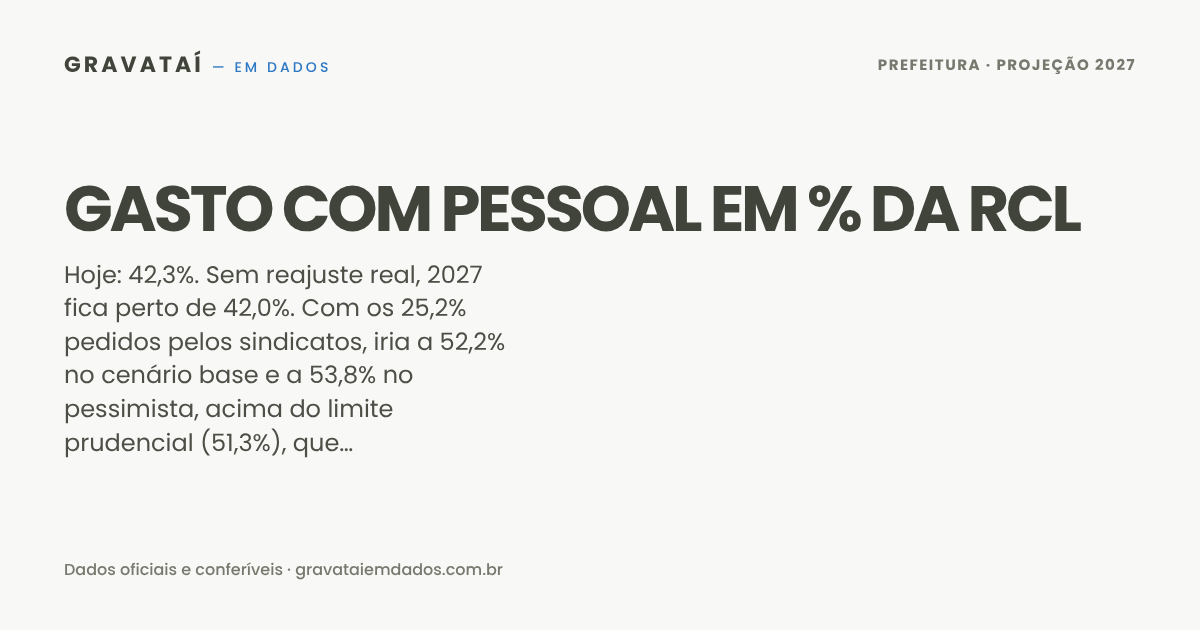 GRAVATAÍ — EM DADOS
PREFEITURA · PROJEÇÃO 2027
GASTO COM PESSOAL EM % DA RCL
Hoje: 42,3%. Sem reajuste real, 2027
fica perto de 42,0%. Com os 25,2%
pedidos pelos sindicatos, iria a 52,2%
no cenário base e a 53,8% no
pessimista, acima do limite
prudencial (51,3%), que…
Dados oficiais e conferíveis · gravataiemdados.com.br